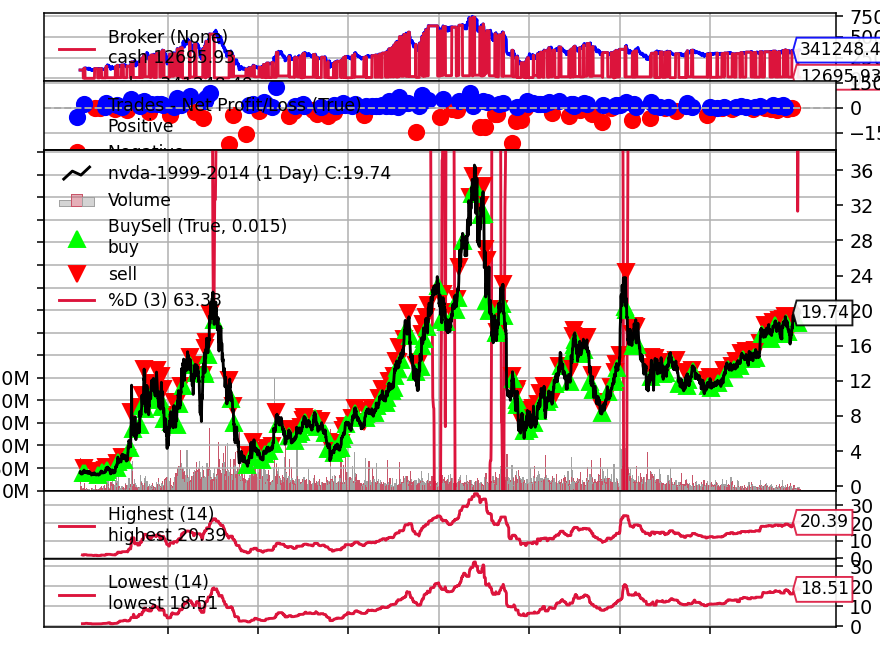 Broker (None)
cash 12695.93
750
500
341248.4
12695.93
Trades - Net Profit/Loss (True)
Positive
Negative
150
0
−15
nvda-1999-2014 (1 Day) C:19.74
Volume
BuySell (True, 0.015)
buy
sell
%D (3) 63.33
36
32
28
24
20
19.74
16
12
8
4
0
0M
0M
0M
0M
50M
0M
Highest (14)
highest 20.39
30
20
20.39
10
0
Lowest (14)
lowest 18.51
30
20
18.51
10
0